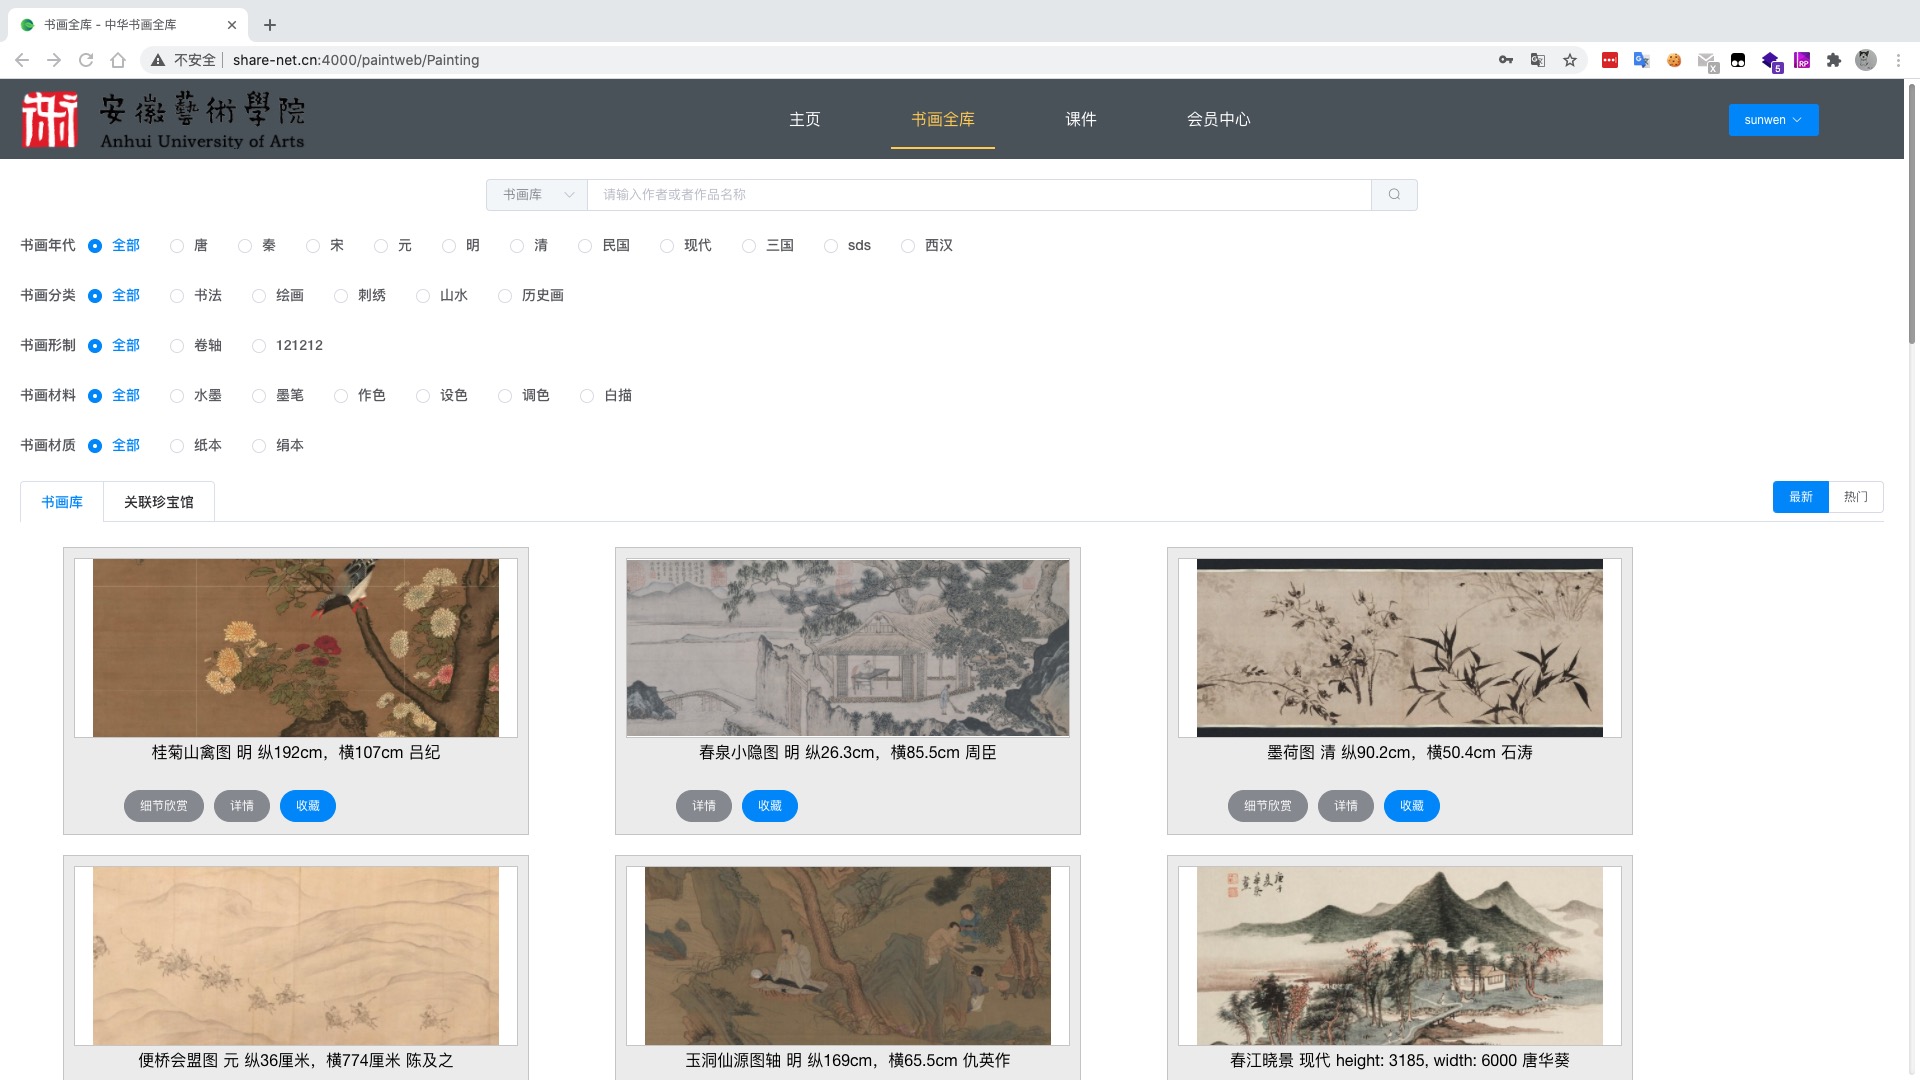 书画全库 - 中华书画全库
不安全 share-net.cn:4000/paintweb/Painting
X
5
RP
安徽藝術學院
Anhui University of Arts
主页 书画全库 课件 会员中心 sunwen
书画库 请输入作者或者作品名称
书画年代 全部 唐 秦 宋 元 明 清 民国 现代 三国 sds 西汉
书画分类 全部 书法 绘画 刺绣 山水 历史画
书画形制 全部 卷轴 121212
书画材料 全部 水墨 墨笔 作色 设色 调色 白描
书画材质 全部 纸本 绢本
书画库 关联珍宝馆 最新 热门
桂菊山禽图 明 纵192cm，横107cm 吕纪
细节欣赏 详情 收藏
春泉小隐图 明 纵26.3cm，横85.5cm 周臣
详情 收藏
墨荷图 清 纵90.2cm，横50.4cm 石涛
细节欣赏 详情 收藏
便桥会盟图 元 纵36厘米，横774厘米 陈及之
玉洞仙源图轴 明 纵169cm，横65.5cm 仇英作
春江晓景 现代 height: 3185, width: 6000 唐华葵